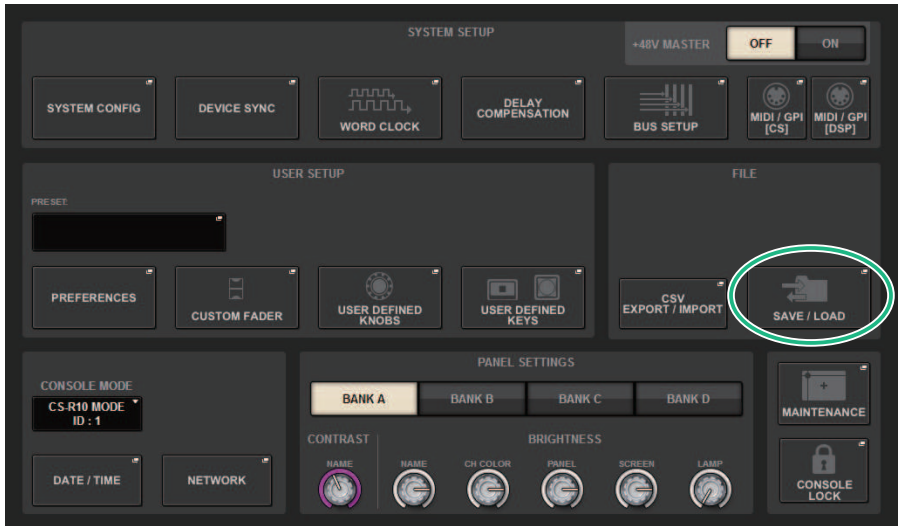 SYSTEM SETUP
+48V MASTER
OFF
ON
SYSTEM CONFIG
DEVICE SYNC
WORD CLOCK
DELAY
COMPENSATION
BUS SETUP
MIDI / GPI
[CS]
MIDI / GPI
[DSP]
USER SETUP
PRESET
PREFERENCES
CUSTOM FADER
USER DEFINED
KNOBS
USER DEFINED
KEYS
FILE
CSV
EXPORT / IMPORT
SAVE / LOAD
CONSOLE MODE
CS-R10 MODE
ID : 1
DATE / TIME
NETWORK
PANEL SETTINGS
BANK A
BANK B
BANK C
BANK D
CONTRAST
BRIGHTNESS
NAME
NAME
CH COLOR
PANEL
SCREEN
LAMP
MAINTENANCE
CONSOLE
LOCK